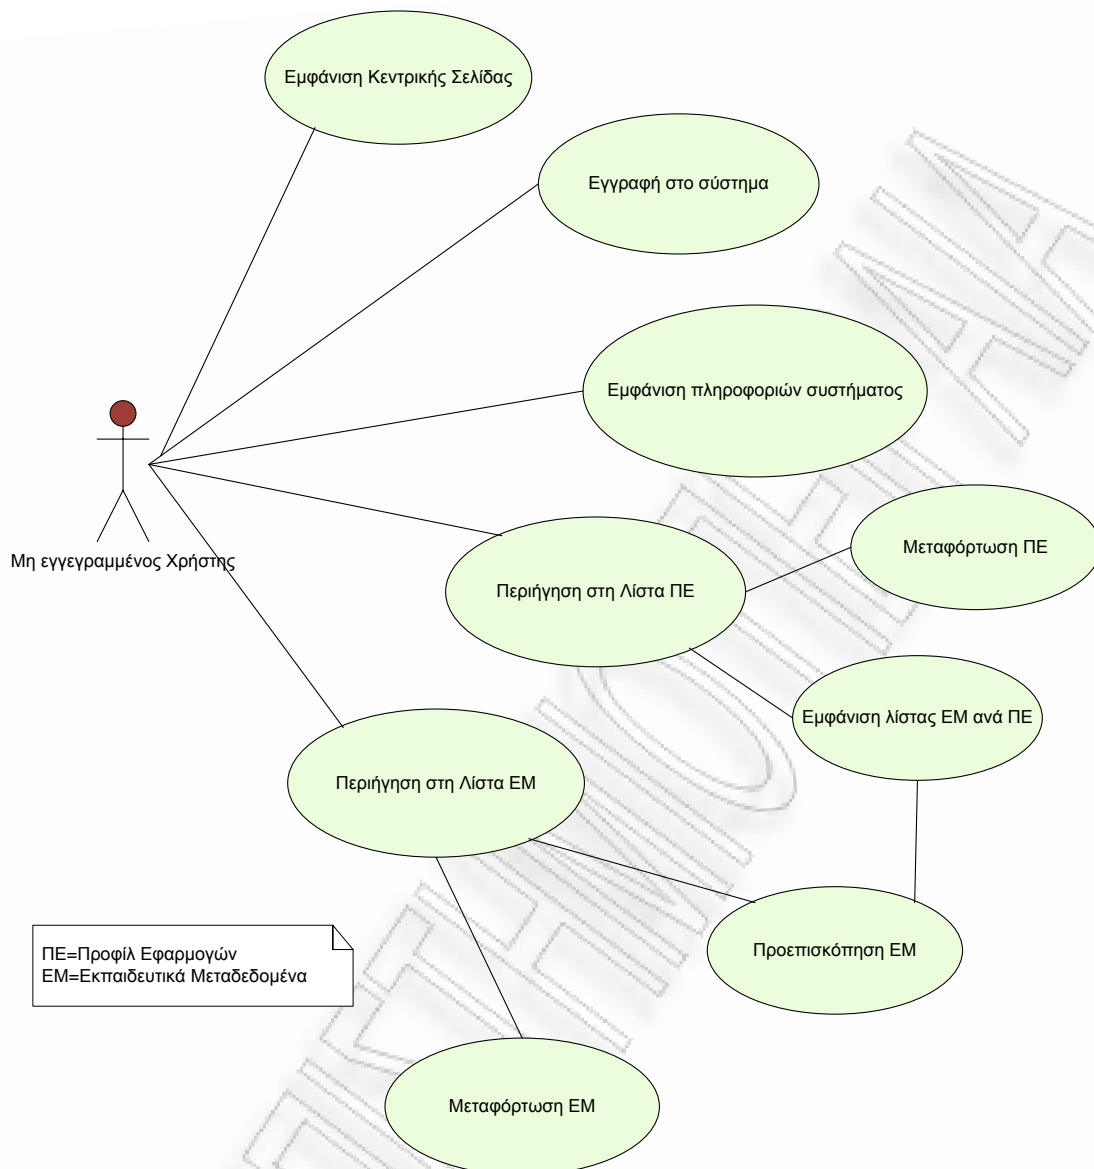 Εμφάνιση Κεντρικής Σελίδας
Εγγραφή στο σύστημα
Εμφάνιση πληροφοριών συστήματος
Μη εγγεγραμμένος Χρήστης
Μεταφόρτωση ΠΕ
Περιήγηση στη Λίστα ΠΕ
Εμφάνιση λίστας ΕΜ ανά ΠΕ
Περιήγηση στη Λίστα ΕΜ
Προεπισκόπηση ΕΜ
ΠΕ=Προφίλ Εφαρμογών
ΕΜ=Εκπαιδευτικά Μεταδεδομένα
Μεταφόρτωση ΕΜ